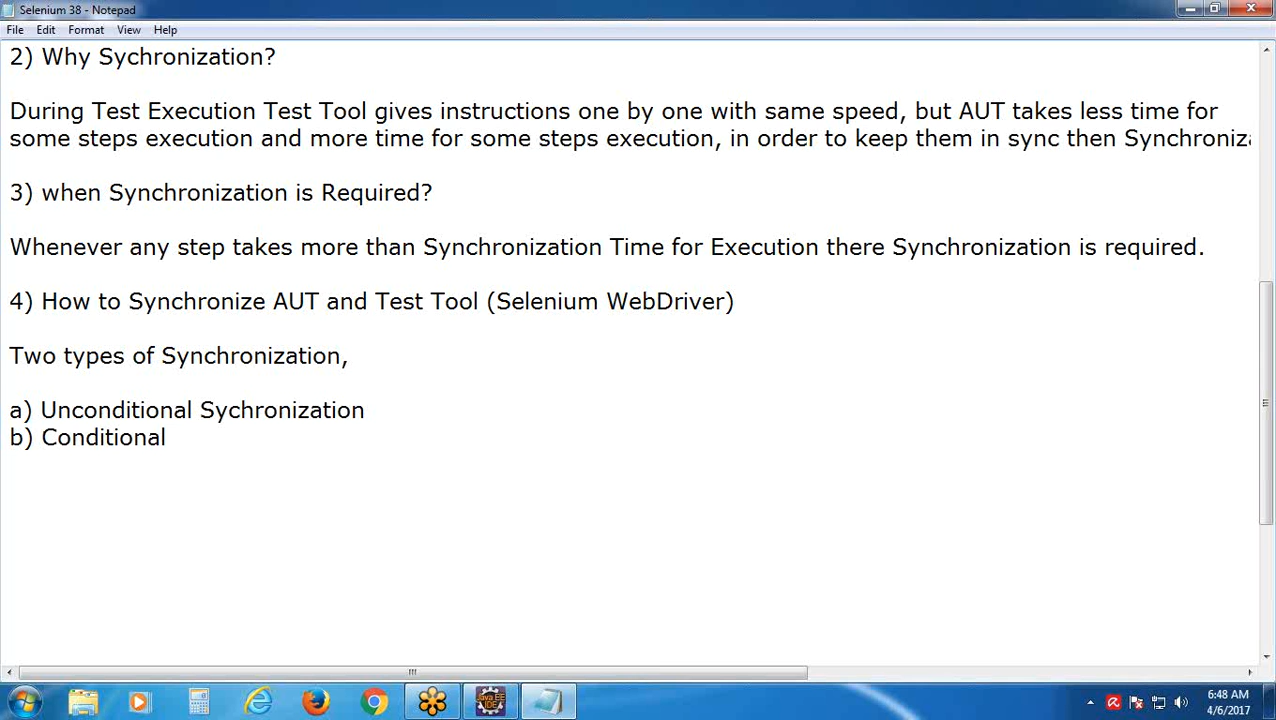 Selenium 38 - Notepad
File Edit Format View Help
2) Why Sychronization?
During Test Execution Test Tool gives instructions one by one with same speed, but AUT takes less time for
some steps execution and more time for some steps execution, in order to keep them in sync then
3) when Synchronization is Required?
Whenever any step takes more than Synchronization Time for Execution there Synchronization is required.
4) How to Synchronize AUT and Test Tool (Selenium WebDriver)
Two types of Synchronization,
a) Unconditional Sychronization
b) Conditional
Java EE
IDE
6:48 AM
4/6/2017